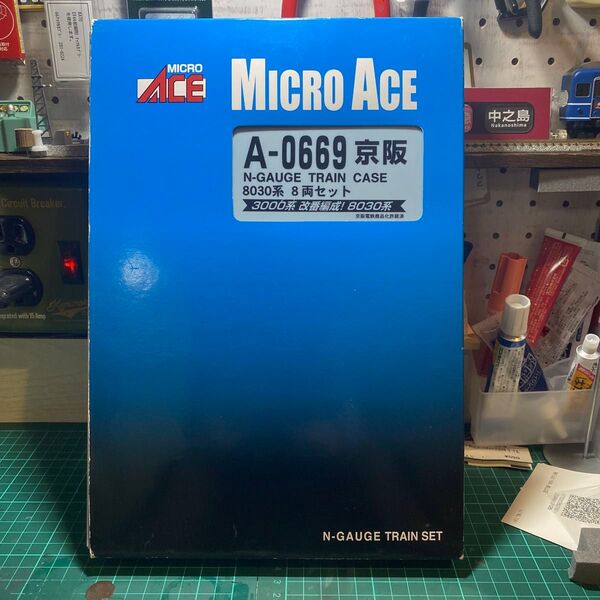 MICRO
ACE
MICRO ACE
A-0669 京阪
N-GAUGE TRAIN CASE
8030系 8両セット
3000系 改番編成! 8030系
京阪電鉄商品化許諾済
N-GAUGE TRAIN SET
中之島
Nakanoshima
Circuit Breaker.